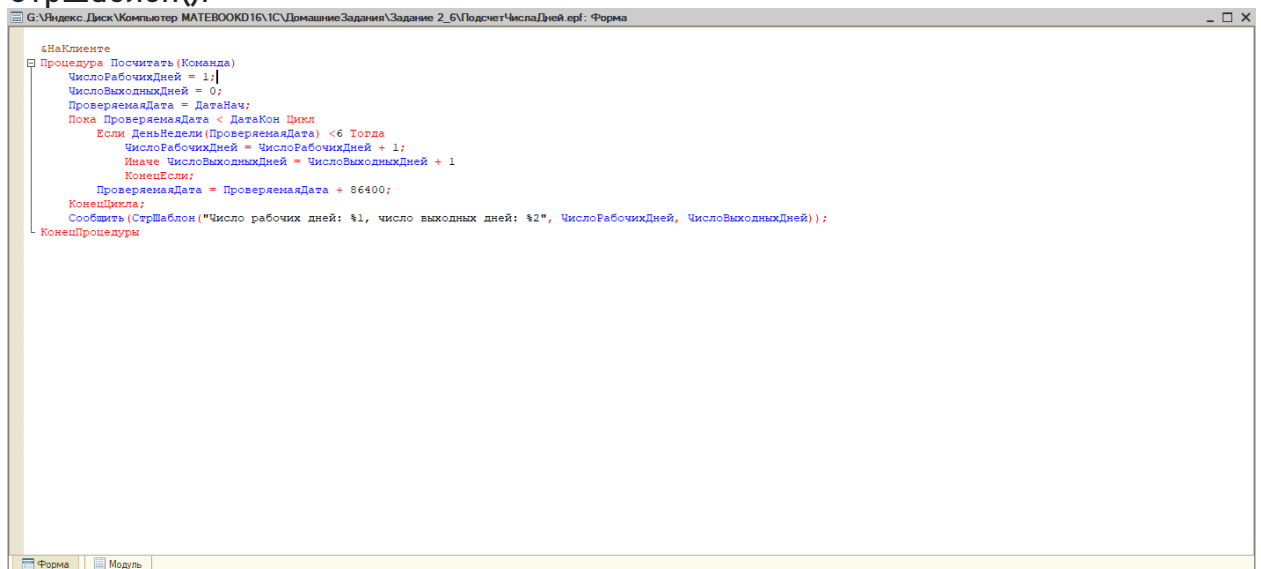 СтрШаблон().
G:\Яндекс.Диск\Компьютер MATEBOOKD16\1C\ДомашниеЗадания\Задание 2_6\ПодсчетЧислаДней.epf: Форма
&НаКлиенте
Процедура Посчитать(Команда)
ЧислоРабочихДней = 1;
ЧислоВыходныхДней = 0;
ПроверяемаяДата = ДатаНач;
Пока ПроверяемаяДата < ДатаКон Цикл
Если ДеньНедели(ПроверяемаяДата) <6 Тогда
ЧислоРабочихДней = ЧислоРабочихДней + 1;
Иначе ЧислоВыходныхДней = ЧислоВыходныхДней + 1
КонецЕсли;
ПроверяемаяДата = ПроверяемаяДата + 86400;
КонецЦикла;
Сообщить(СтрШаблон("Число рабочих дней: %1, число выходных дней: %2", ЧислоРабочихДней, ЧислоВыходныхДней));
КонецПроцедуры
Форма Модуль